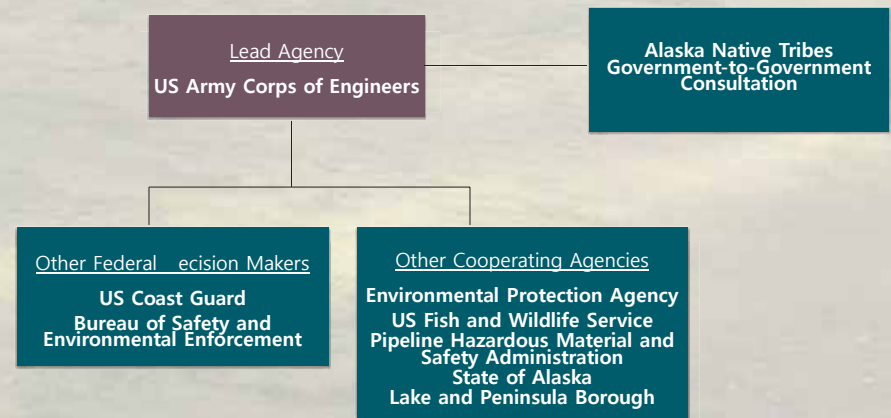 Lead Agency
US Army Corps of Engineers
Alaska Native Tribes
Government-to-Government
Consultation
Other Federal ecision Makers
US Coast Guard
Bureau of Safety and
Environmental Enforcement
Other Cooperating Agencies
Environmental Protection Agency
US Fish and Wildlife Service
Pipeline Hazardous Material and
Safety Administration
State of Alaska
Lake and Peninsula Borough